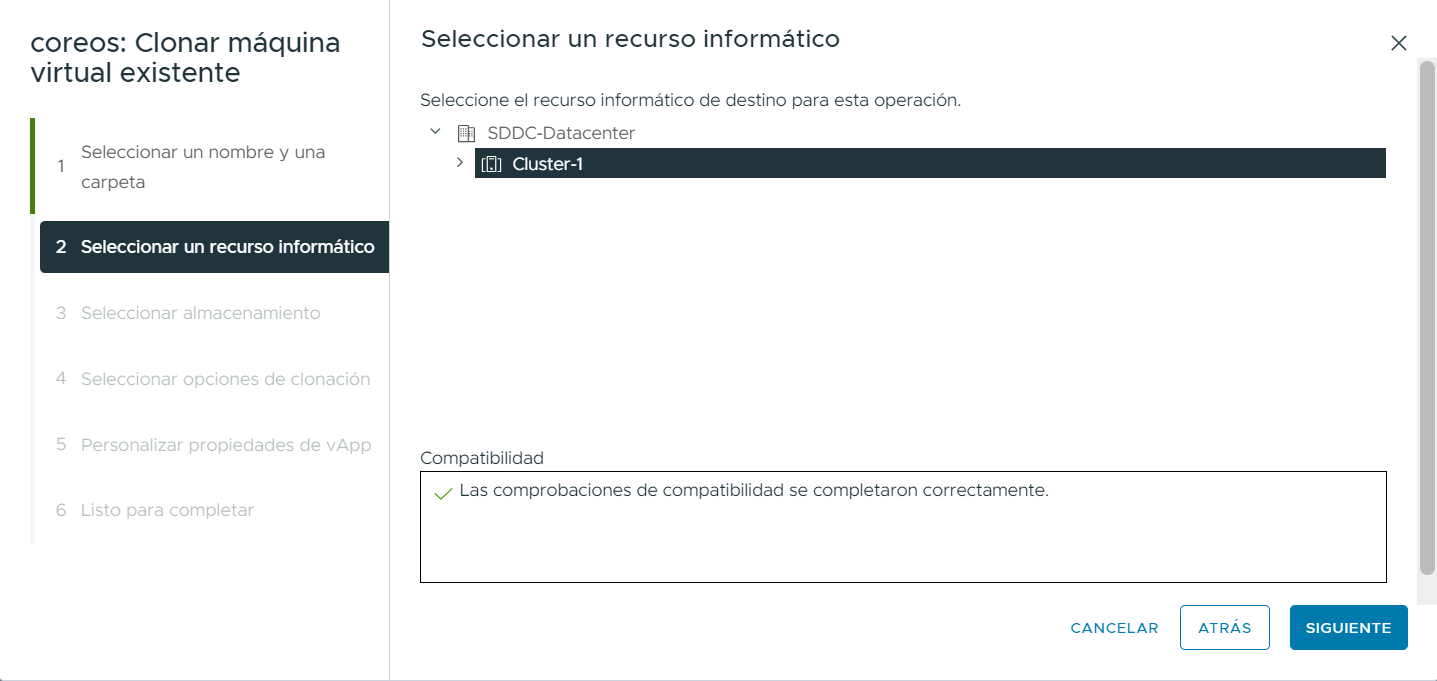 coreos: Clonar máquina
virtual existente
1 Seleccionar un nombre y una
carpeta
2 Seleccionar un recurso informático
3 Seleccionar almacenamiento
4 Seleccionar opciones de clonación
5 Personalizar propiedades de vApp
6 Listo para completar
Seleccionar un recurso informático
Seleccione el recurso informático de destino para esta operación.
SDDC-Datacenter
Cluster-1
Compatibilidad
Las comprobaciones de compatibilidad se completaron correctamente.
CANCELAR ATRÁS SIGUIENTE